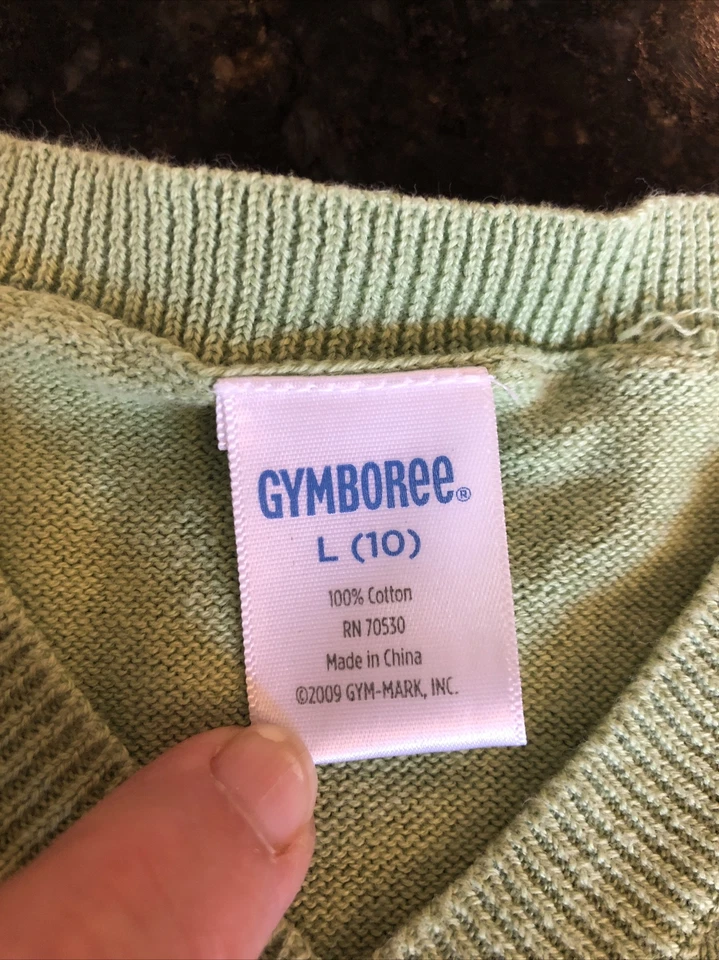 GYMBOREE®
L (10)
100% Cotton
RN 70530
Made in China
©2009 GYM-MARK, INC.